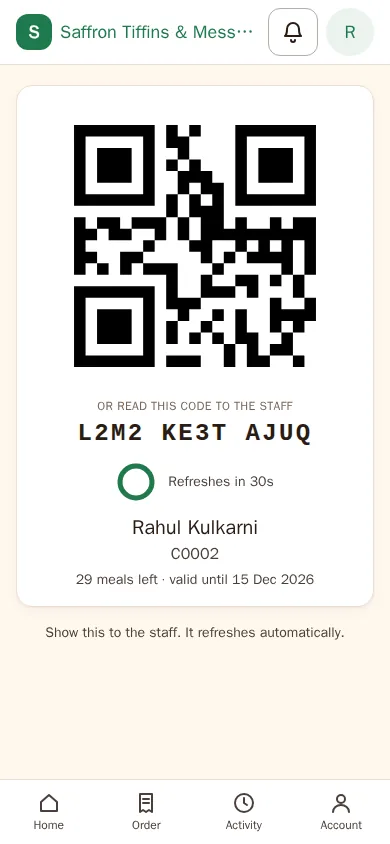 S Saffron Tiffins & Mess⋯ R
OR READ THIS CODE TO THE STAFF
L2M2 KE3T AJUQ
Refreshes in 30s
Rahul Kulkarni
C0002
29 meals left · valid until 15 Dec 2026
Show this to the staff. It refreshes automatically.
Home Order Activity Account